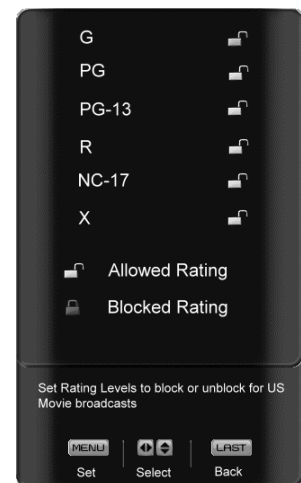 G
PG
PG-13
R
NC-17
X
Allowed Rating
Blocked Rating
Set Rating Levels to block or unblock for US
Movie broadcasts
MENU LAST
Set Select Back